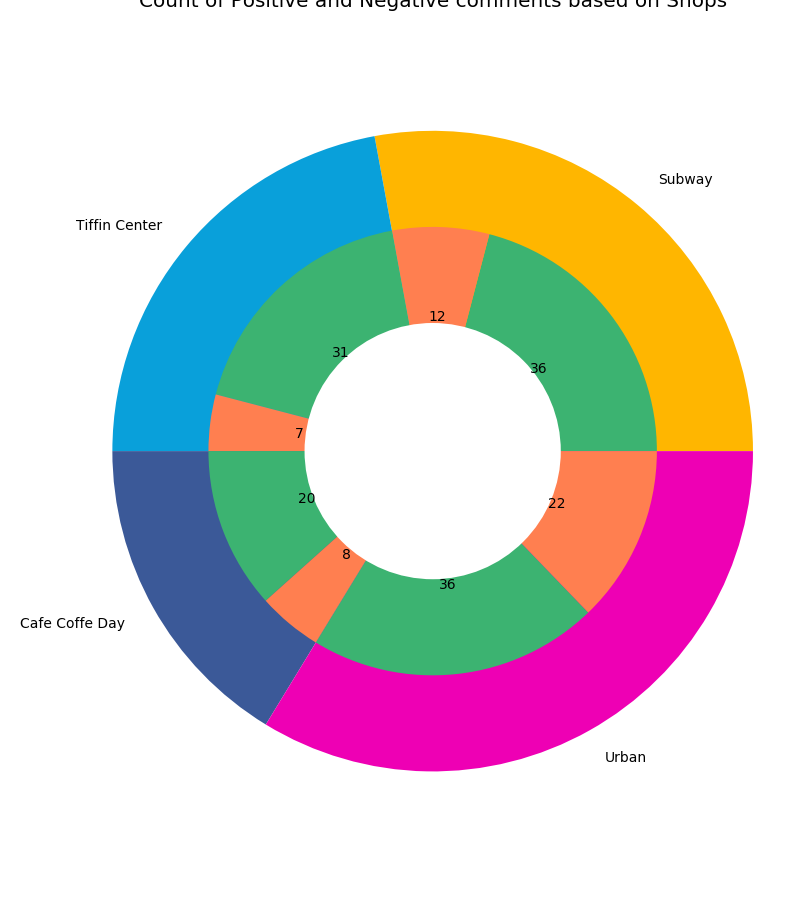 Count of Positive and Negative comments based on Shops
Subway
Tiffin Center
12
31
36
7
20
22
8
36
Cafe Coffe Day
Urban